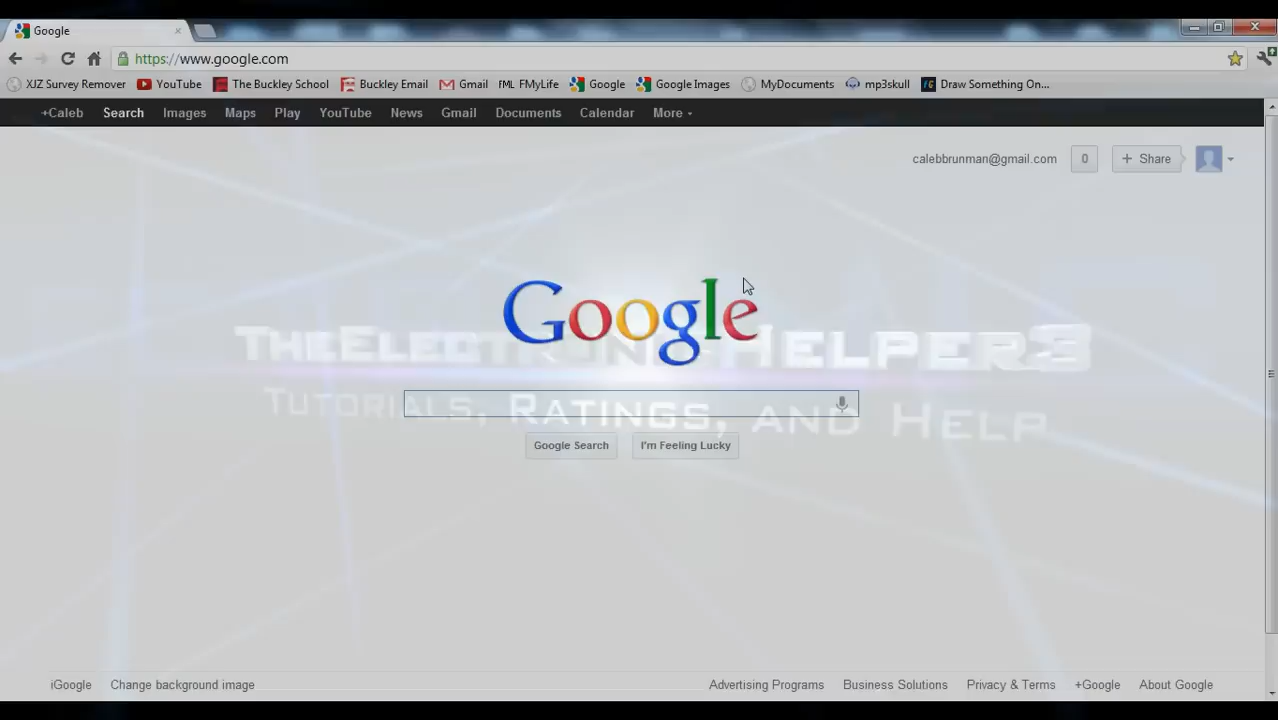 Google
https://www.google.com
XJZ Survey Remover YouTube The Buckley School Buckley Email Gmail FML FMyLife Google Google Images MyDocuments mp3skull Draw Something On...
+Caleb Search Images Maps Play YouTube News Gmail Documents Calendar More
calebbrunman@gmail.com 0 + Share
Google
TheElectronicHelper3
Tutorials, Ratings, and Help
Google Search I'm Feeling Lucky
iGoogle Change background image Advertising Programs Business Solutions Privacy & Terms +Google About Google